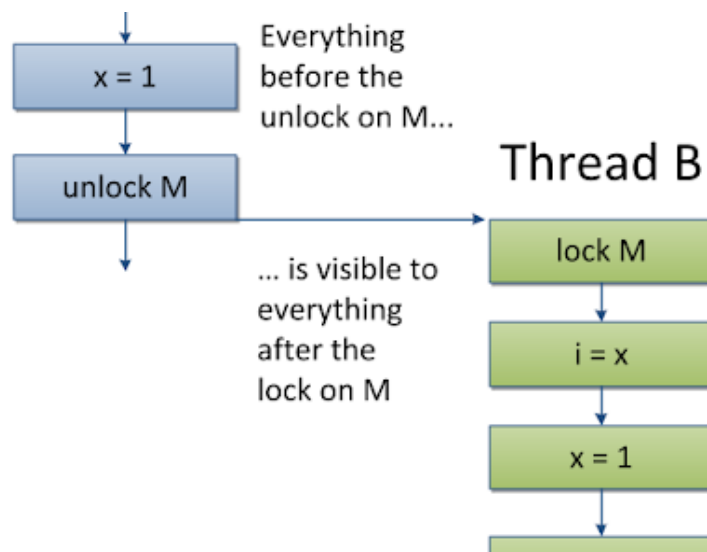 x = 1
Everything
before the
unlock on M...
unlock M
Thread B
lock M
... is visible to
everything
after the
lock on M
i = x
x = 1